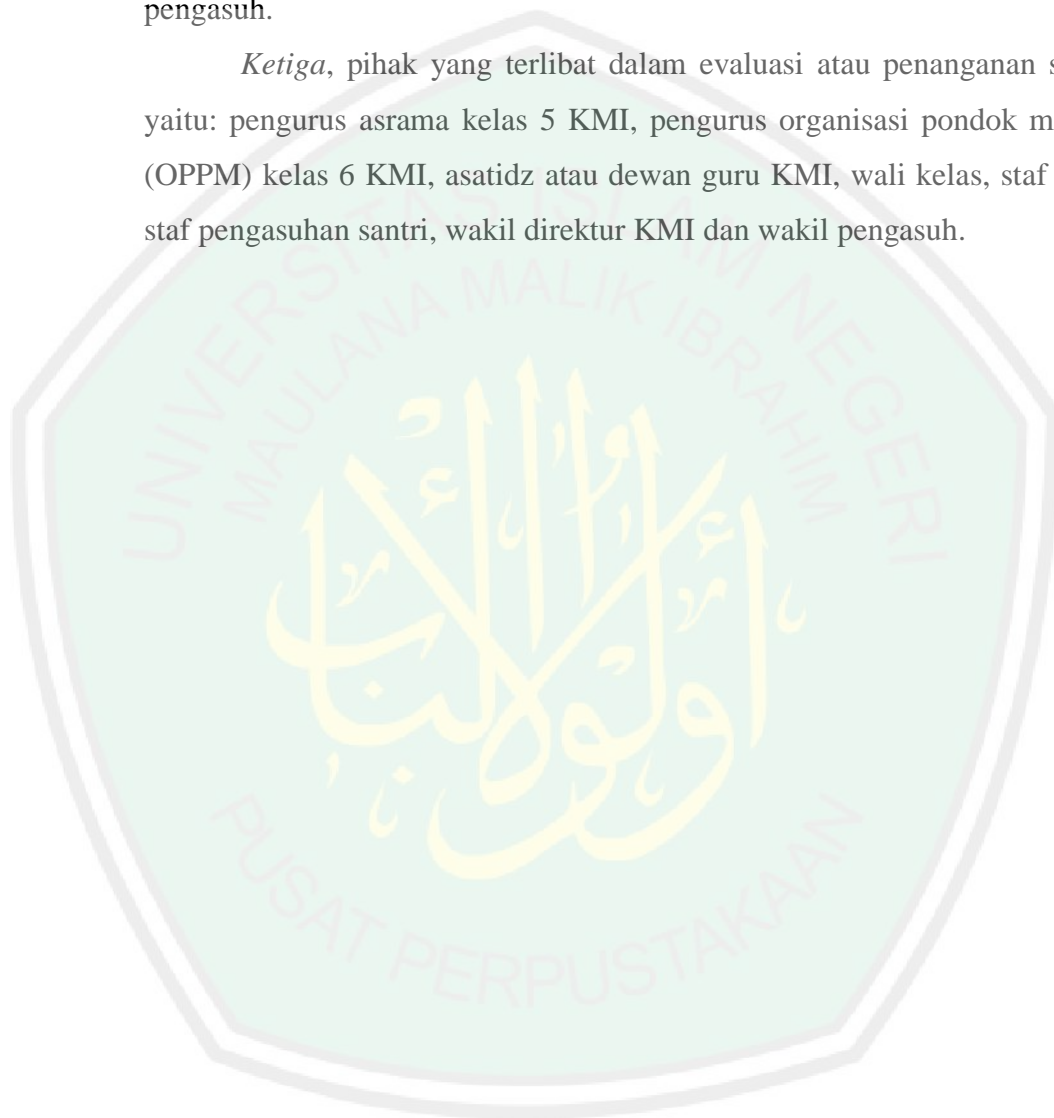 pengasuh.
Ketiga, pihak yang terlibat dalam evaluasi atau penanganan
yaitu: pengurus asrama kelas 5 KMI, pengurus organisasi pondok
(OPPM) kelas 6 KMI, asatidz atau dewan guru KMI, wali kelas, staf
staf pengasuhan santri, wakil direktur KMI dan wakil pengasuh.
UNIVERSITAS ISLAM NEGERI
MAULANA MALIK IBRAHIM
أولوا الألباب
PUSAT PERPUSTAKAAN